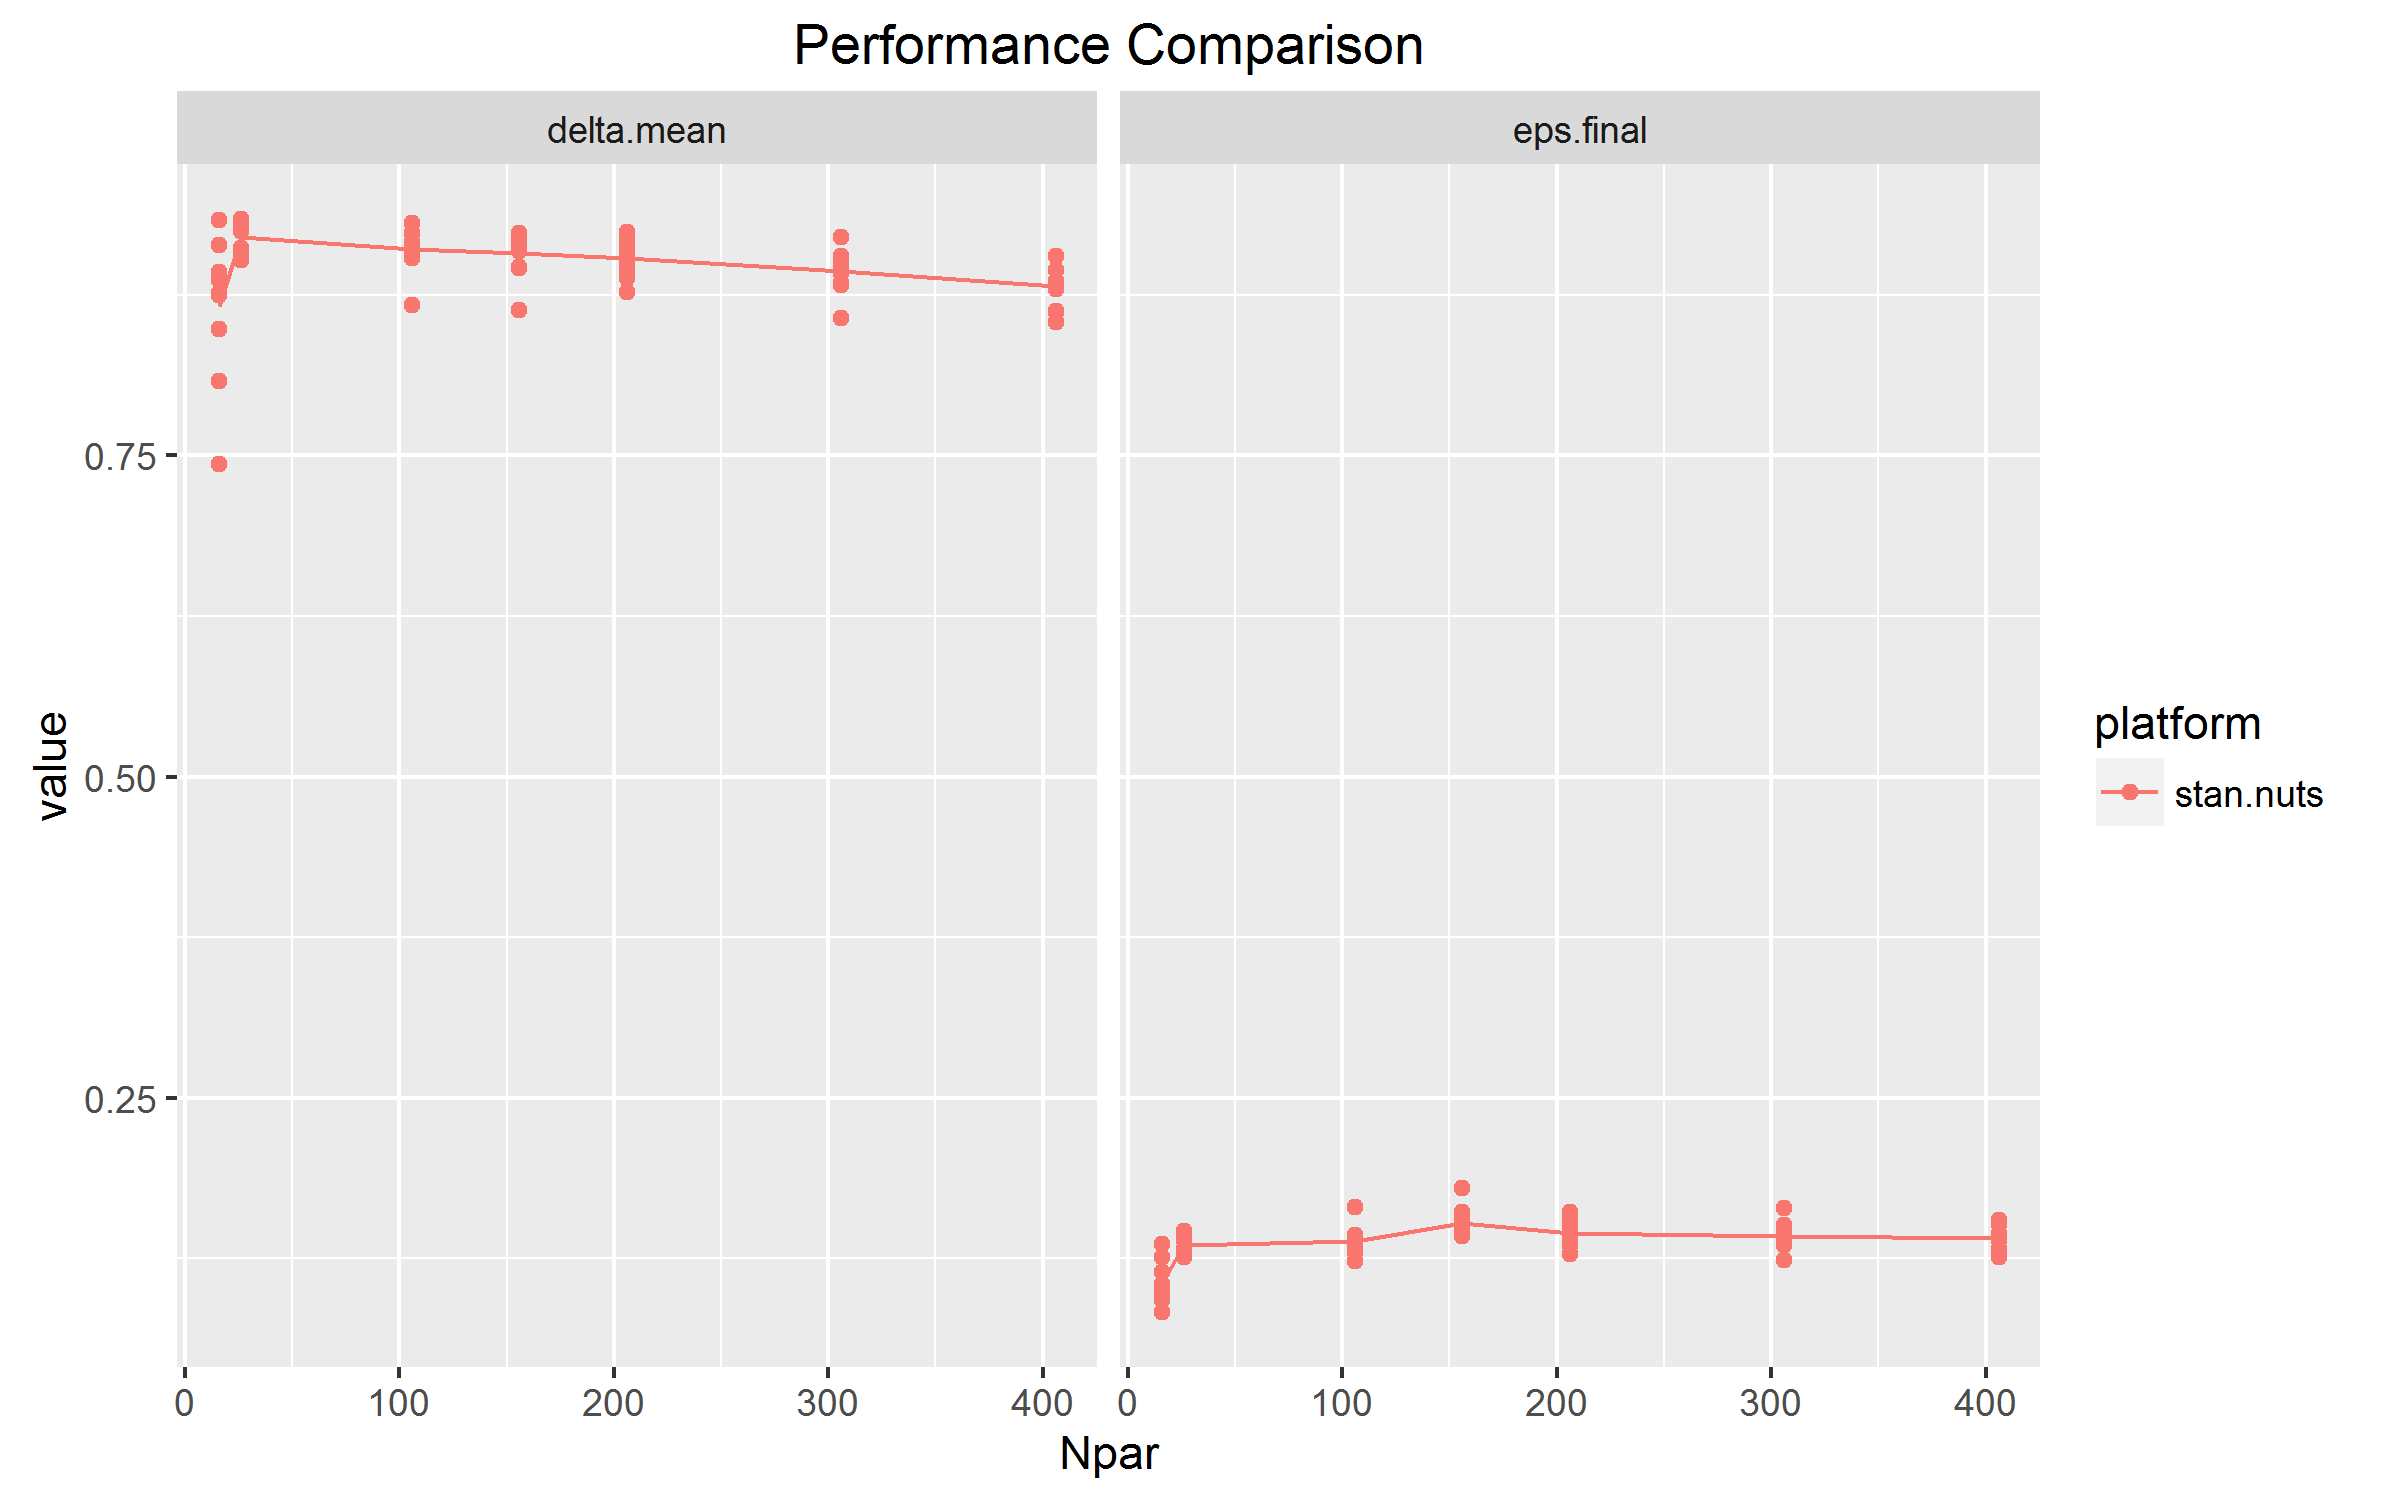 Performance Comparison
delta.mean
eps.final
value
0.75
0.50
0.25
0 100 200 300 400
0 100 200 300 400
Npar
platform
stan.nuts